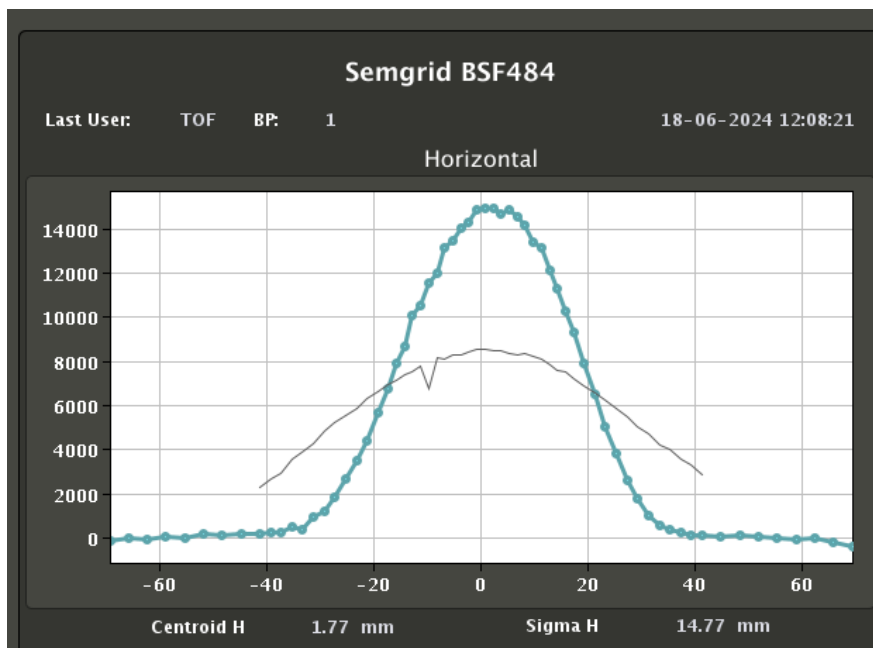 Semgrid BSF484
Last User: TOF BP: 1 18-06-2024 12:08:21
Horizontal
14000
12000
10000
8000
6000
4000
2000
0
-60 -40 -20 0 20 40 60
Centroid H 1.77 mm Sigma H 14.77 mm